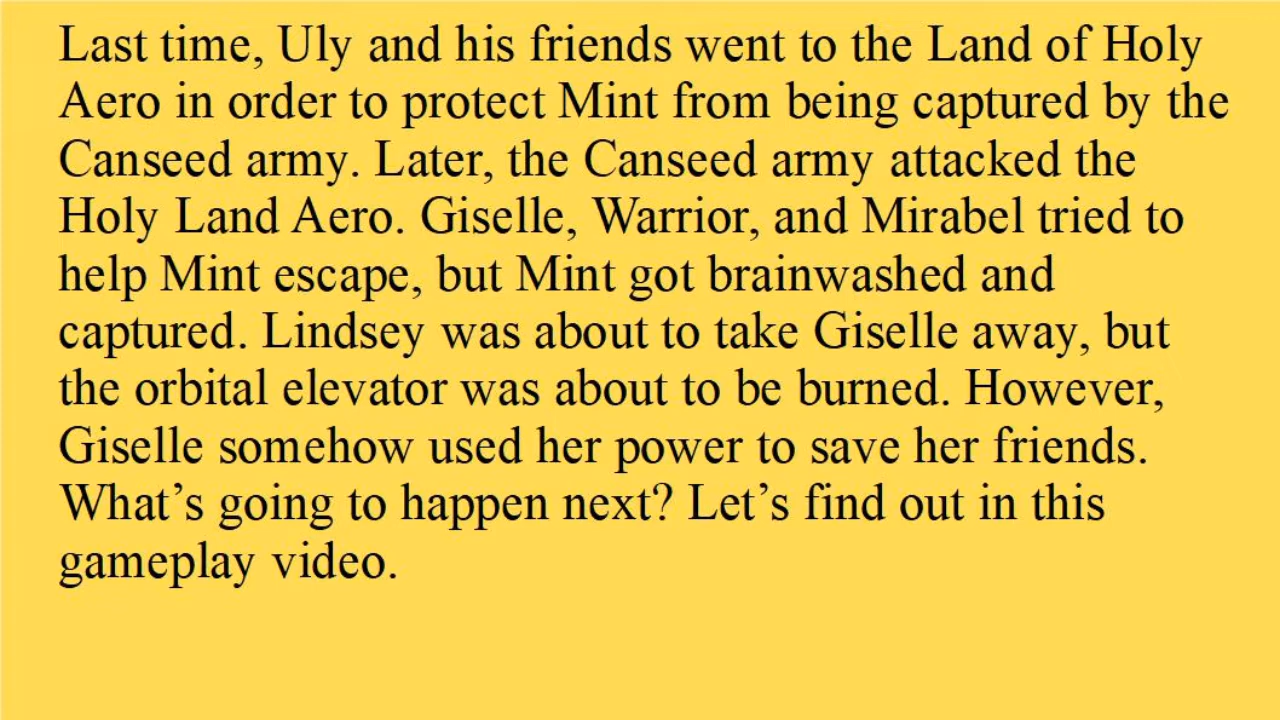 Last time, Uly and his friends went to the Land of Holy
Aero in order to protect Mint from being captured by the
Canseed army. Later, the Canseed army attacked the
Holy Land Aero. Giselle, Warrior, and Mirabel tried to
help Mint escape, but Mint got brainwashed and
captured. Lindsey was about to take Giselle away, but
the orbital elevator was about to be burned. However,
Giselle somehow used her power to save her friends.
What’s going to happen next? Let’s find out in this
gameplay video.